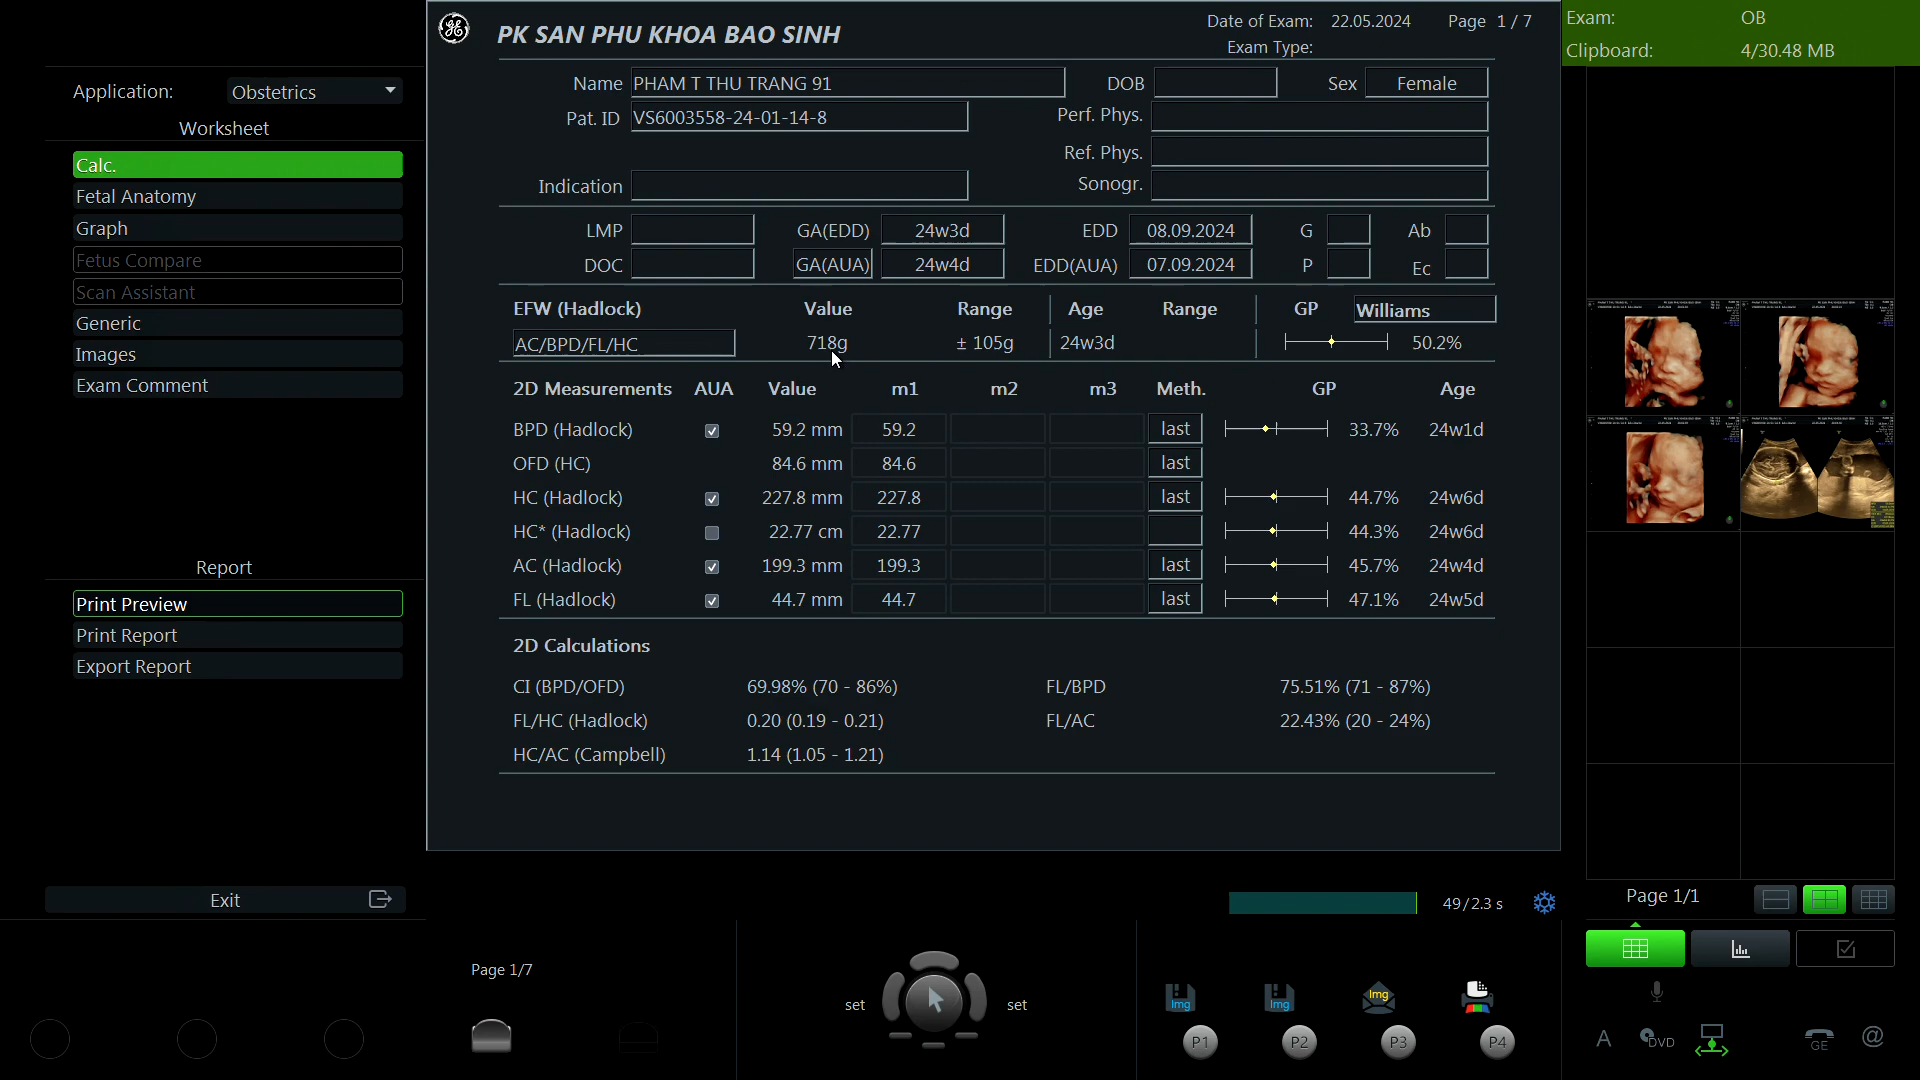 PK SAN PHU KHOA BAO SINH
Date of Exam: 22.05.2024 Page 1 / 7
Exam Type:
Exam: OB
Clipboard: 4/30.48 MB
Application: Obstetrics
Worksheet
Calc.
Fetal Anatomy
Graph
Fetus Compare
Scan Assistant
Generic
Images
Exam Comment
Report
Print Preview
Print Report
Export Report
Exit
Name PHAM T THU TRANG 91 DOB Sex Female
Pat. ID VS6003558-24-01-14-8 Perf. Phys.
Ref. Phys.
Indication Sonogr.
LMP GA(EDD) 24w3d EDD 08.09.2024 G Ab
DOC GA(AUA) 24w4d EDD(AUA) 07.09.2024 P Ec
EFW (Hadlock) Value Range Age Range GP Williams
AC/BPD/FL/HC 718g ± 105g 24w3d 50.2%
2D Measurements AUA Value m1 m2 m3 Meth. GP Age
BPD (Hadlock) 59.2 mm 59.2 last 33.7% 24w1d
OFD (HC) 84.6 mm 84.6 last
HC (Hadlock) 227.8 mm 227.8 last 44.7% 24w6d
HC* (Hadlock) 22.77 cm 22.77 44.3% 24w6d
AC (Hadlock) 199.3 mm 199.3 last 45.7% 24w4d
FL (Hadlock) 44.7 mm 44.7 last 47.1% 24w5d
2D Calculations
CI (BPD/OFD) 69.98% (70 - 86%) FL/BPD 75.51% (71 - 87%)
FL/HC (Hadlock) 0.20 (0.19 - 0.21) FL/AC 22.43% (20 - 24%)
HC/AC (Campbell) 1.14 (1.05 - 1.21)
49/2.3 s
Page 1/1
Page 1/7
set set
Img Img Img
P1 P2 P3 P4
A DVD GE @